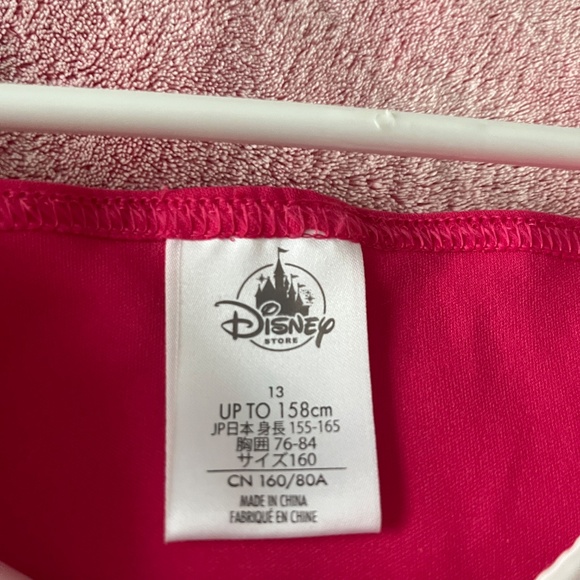 Disney
STORE
13
UP TO 158cm
JP日本 身長 155-165
胸囲 76-84
サイズ160
CN 160/80A
MADE IN CHINA
FABRIQUÉ EN CHINE